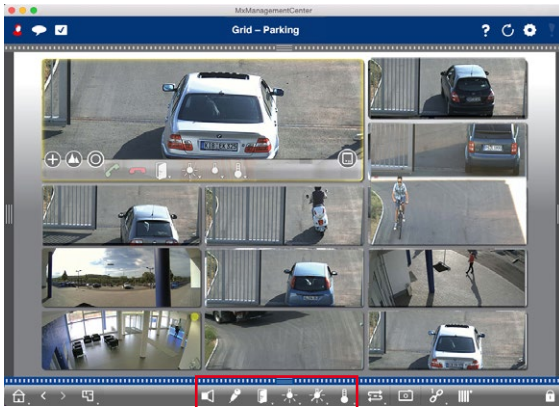 MxManagementCenter
Grid – Parking
?